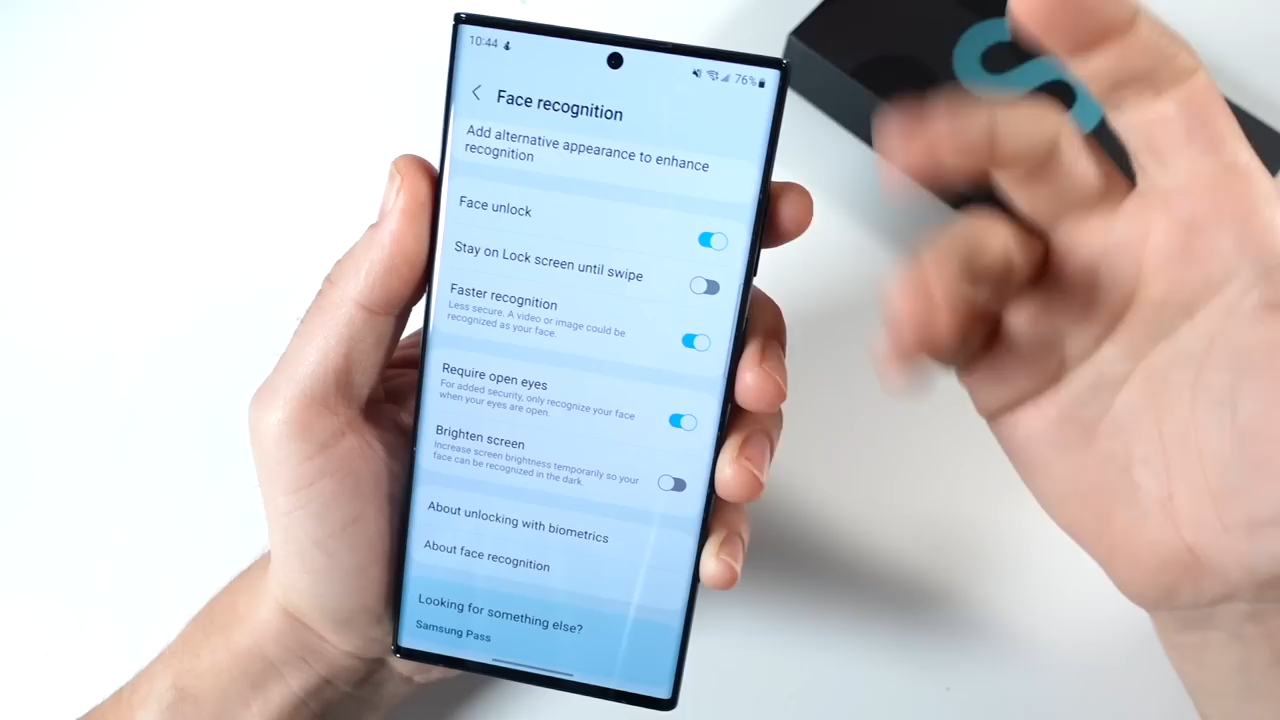 10:44
76%
Face recognition
Add alternative appearance to enhance
recognition
Face unlock
Stay on Lock screen until swipe
Faster recognition
Less secure. A video or image could be
recognized as your face.
Require open eyes
For added security, only recognize your face
when your eyes are open.
Brighten screen
Increase screen brightness temporarily so your
face can be recognized in the dark.
About unlocking with biometrics
About face recognition
Looking for something else?
Samsung Pass
S